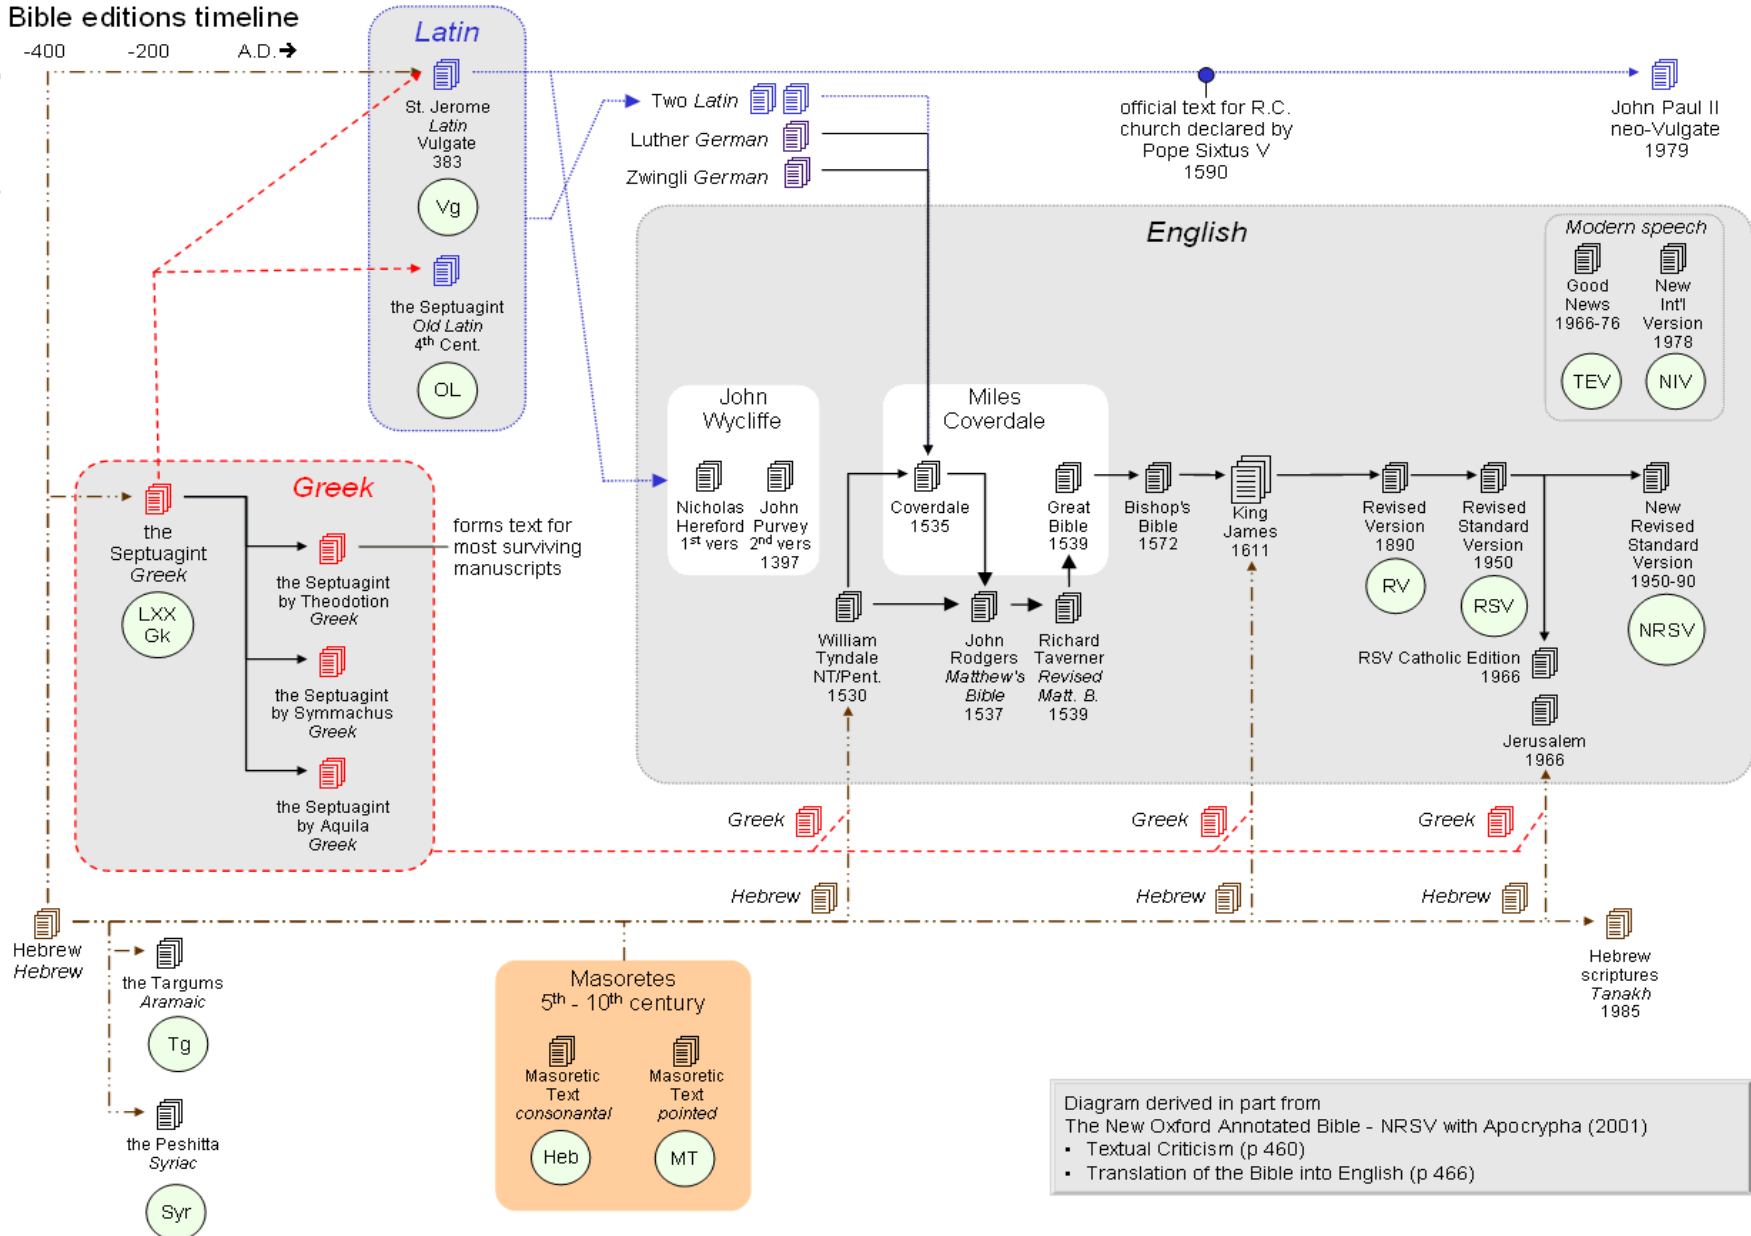 Bible editions timeline
-400
-200
A.D.
Latin
St. Jerome
Latin
Vulgate
383
Vg
the Septuagint
Old Latin
4th Cent.
OL
Two Latin
Luther German
Zwingli German
official text for R.C.
church declared by
Pope Sixtus V
1590
John Paul II
neo-Vulgate
1979
Greek
the
Septuagint
Greek
LXX
Gk
the Septuagint
by Theodotion
Greek
the Septuagint
by Symmachus
Greek
the Septuagint
by Aquila
Greek
forms text for
most surviving
manuscripts
English
Modern speech
Good
News
1966-76
TEV
New
Int'l
Version
1978
NIV
John
Wycliffe
Nicholas
Hereford
1st vers
John
Purvey
2nd vers
1397
Miles
Coverdale
Coverdale
1535
Great
Bible
1539
William
Tyndale
NT/Pent.
1530
John
Rodgers
Matthew's
Bible
1537
Richard
Taverner
Revised
Matt. B.
1539
Bishop's
Bible
1572
King
James
1611
Revised
Version
1890
RV
Revised
Standard
Version
1950
RSV
New
Revised
Standard
Version
1950-90
NRSV
RSV Catholic Edition
1966
Jerusalem
1966
Greek
Greek
Greek
Hebrew
Hebrew
Hebrew
Hebrew
Hebrew
the Targums
Aramaic
Tg
the Peshitta
Syriac
Syr
Masoretes
5th - 10th century
Masoretic
Text
consonantal
Heb
Masoretic
Text
pointed
MT
Hebrew
scriptures
Tanakh
1985
Diagram derived in part from
The New Oxford Annotated Bible - NRSV with Apocrypha (2001)
▪ Textual Criticism (p 460)
▪ Translation of the Bible into English (p 466)